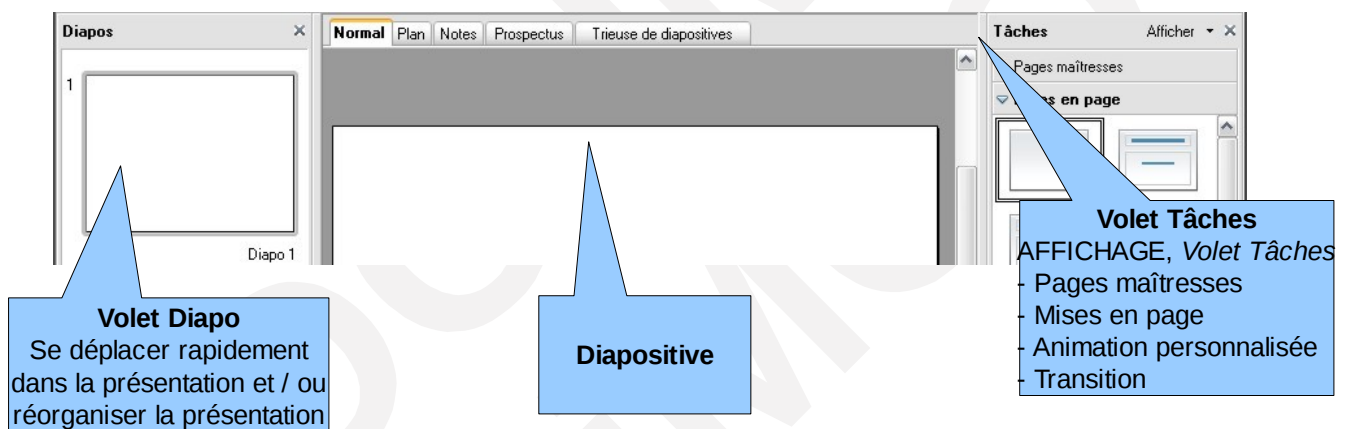 Diapos
1
Diapo 1
Normal Plan Notes Prospectus Trieuse de diapositives
Tâches Afficher
Pages maîtresses
en page
Volet Diapo
Se déplacer rapidement
dans la présentation et / ou
réorganiser la présentation
Diapositive
Volet Tâches
AFFICHAGE, Volet Tâches
- Pages maîtresses
- Mises en page
- Animation personnalisée
- Transition